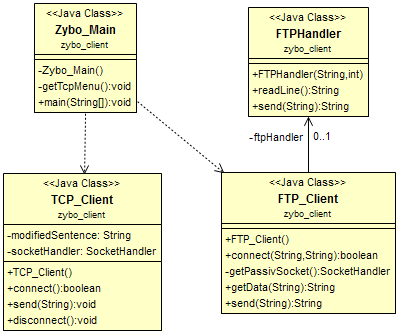 <<Java Class>>
Zybo_Main
zybo_client
-Zybo_Main()
-getTcpMenu():void
+main(String[]):void
<<Java Class>>
FTPHandler
zybo_client
+FTPHandler(String,int)
+readLine():String
+send(String):String
-ftpHandler 0..1
<<Java Class>>
TCP_Client
zybo_client
-modifiedSentence: String
-socketHandler: SocketHandler
+TCP_Client()
+connect():boolean
+send(String):void
+disconnect():void
<<Java Class>>
FTP_Client
zybo_client
+FTP_Client()
+connect(String,String):boolean
-getPassivSocket():SocketHandler
+getData(String):String
+send(String):String